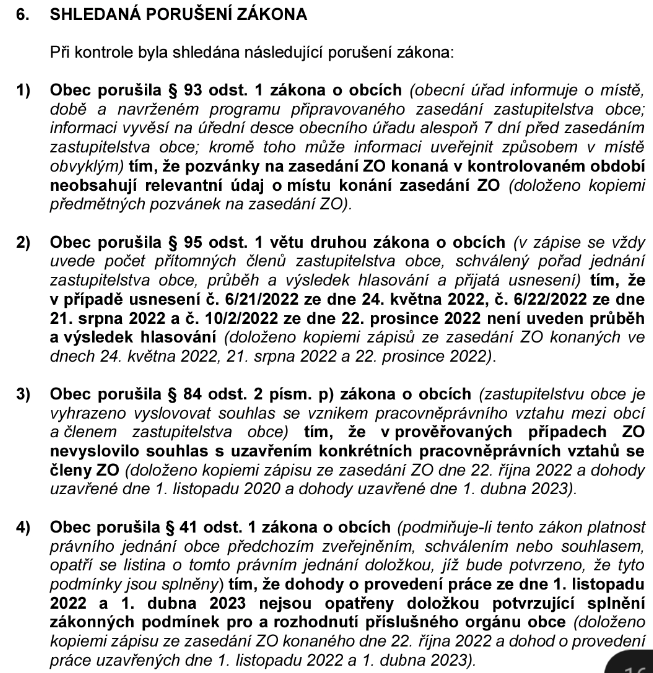 6. SHLEDANÁ PORUŠENÍ ZÁKONA
Při kontrole byla shledána následující porušení zákona:
1) Obec porušila § 93 odst. 1 zákona o obcích (obecní úřad informuje o místě,
době a navrženém programu připravovaného zasedání zastupitelstva obce;
informaci vyvěsí na úřední desce obecního úřadu alespoň 7 dní před zasedáním
zastupitelstva obce; kromě toho může informaci uveřejnit způsobem v místě
obvyklým) tím, že pozvánky na zasedání ZO konaná v kontrolovaném období
neobsahují relevantní údaj o místu konání zasedání ZO (doloženo kopiemi
předmětných pozvánek na zasedání ZO).
2) Obec porušila § 95 odst. 1 větu druhou zákona o obcích (v zápise se vždy
uvede počet přítomných členů zastupitelstva obce, schválený pořad jednání
zastupitelstva obce, průběh a výsledek hlasování a přijatá usnesení) tím, že
v případě usnesení č. 6/21/2022 ze dne 24. května 2022, č. 6/22/2022 ze dne
21. srpna 2022 a č. 10/2/2022 ze dne 22. prosince 2022 není uveden průběh
a výsledek hlasování (doloženo kopiemi zápisů ze zasedání ZO konaných ve
dnech 24. května 2022, 21. srpna 2022 a 22. prosince 2022).
3) Obec porušila § 84 odst. 2 písm. p) zákona o obcích (zastupitelstvu obce je
vyhrazeno vyslovovat souhlas se vznikem pracovněprávního vztahu mezi obcí
a členem zastupitelstva obce) tím, že v prověřovaných případech ZO
nevyslovilo souhlas s uzavřením konkrétních pracovněprávních vztahů se
členy ZO (doloženo kopiemi zápisu ze zasedání ZO dne 22. října 2022 a dohody
uzavřené dne 1. listopadu 2020 a dohody uzavřené dne 1. dubna 2023).
4) Obec porušila § 41 odst. 1 zákona o obcích (podmiňuje-li tento zákon platnost
právního jednání obce předchozím zveřejněním, schválením nebo souhlasem,
opatří se listina o tomto právním jednání doložkou, jíž bude potvrzeno, že tyto
podmínky jsou splněny) tím, že dohody o provedení práce ze dne 1. listopadu
2022 a 1. dubna 2023 nejsou opatřeny doložkou potvrzující splnění
zákonných podmínek pro a rozhodnutí příslušného orgánu obce (doloženo
kopiemi zápisu ze zasedání ZO konaného dne 22. října 2022 a dohod o provedení
práce uzavřených dne 1. listopadu 2022 a 1. dubna 2023).